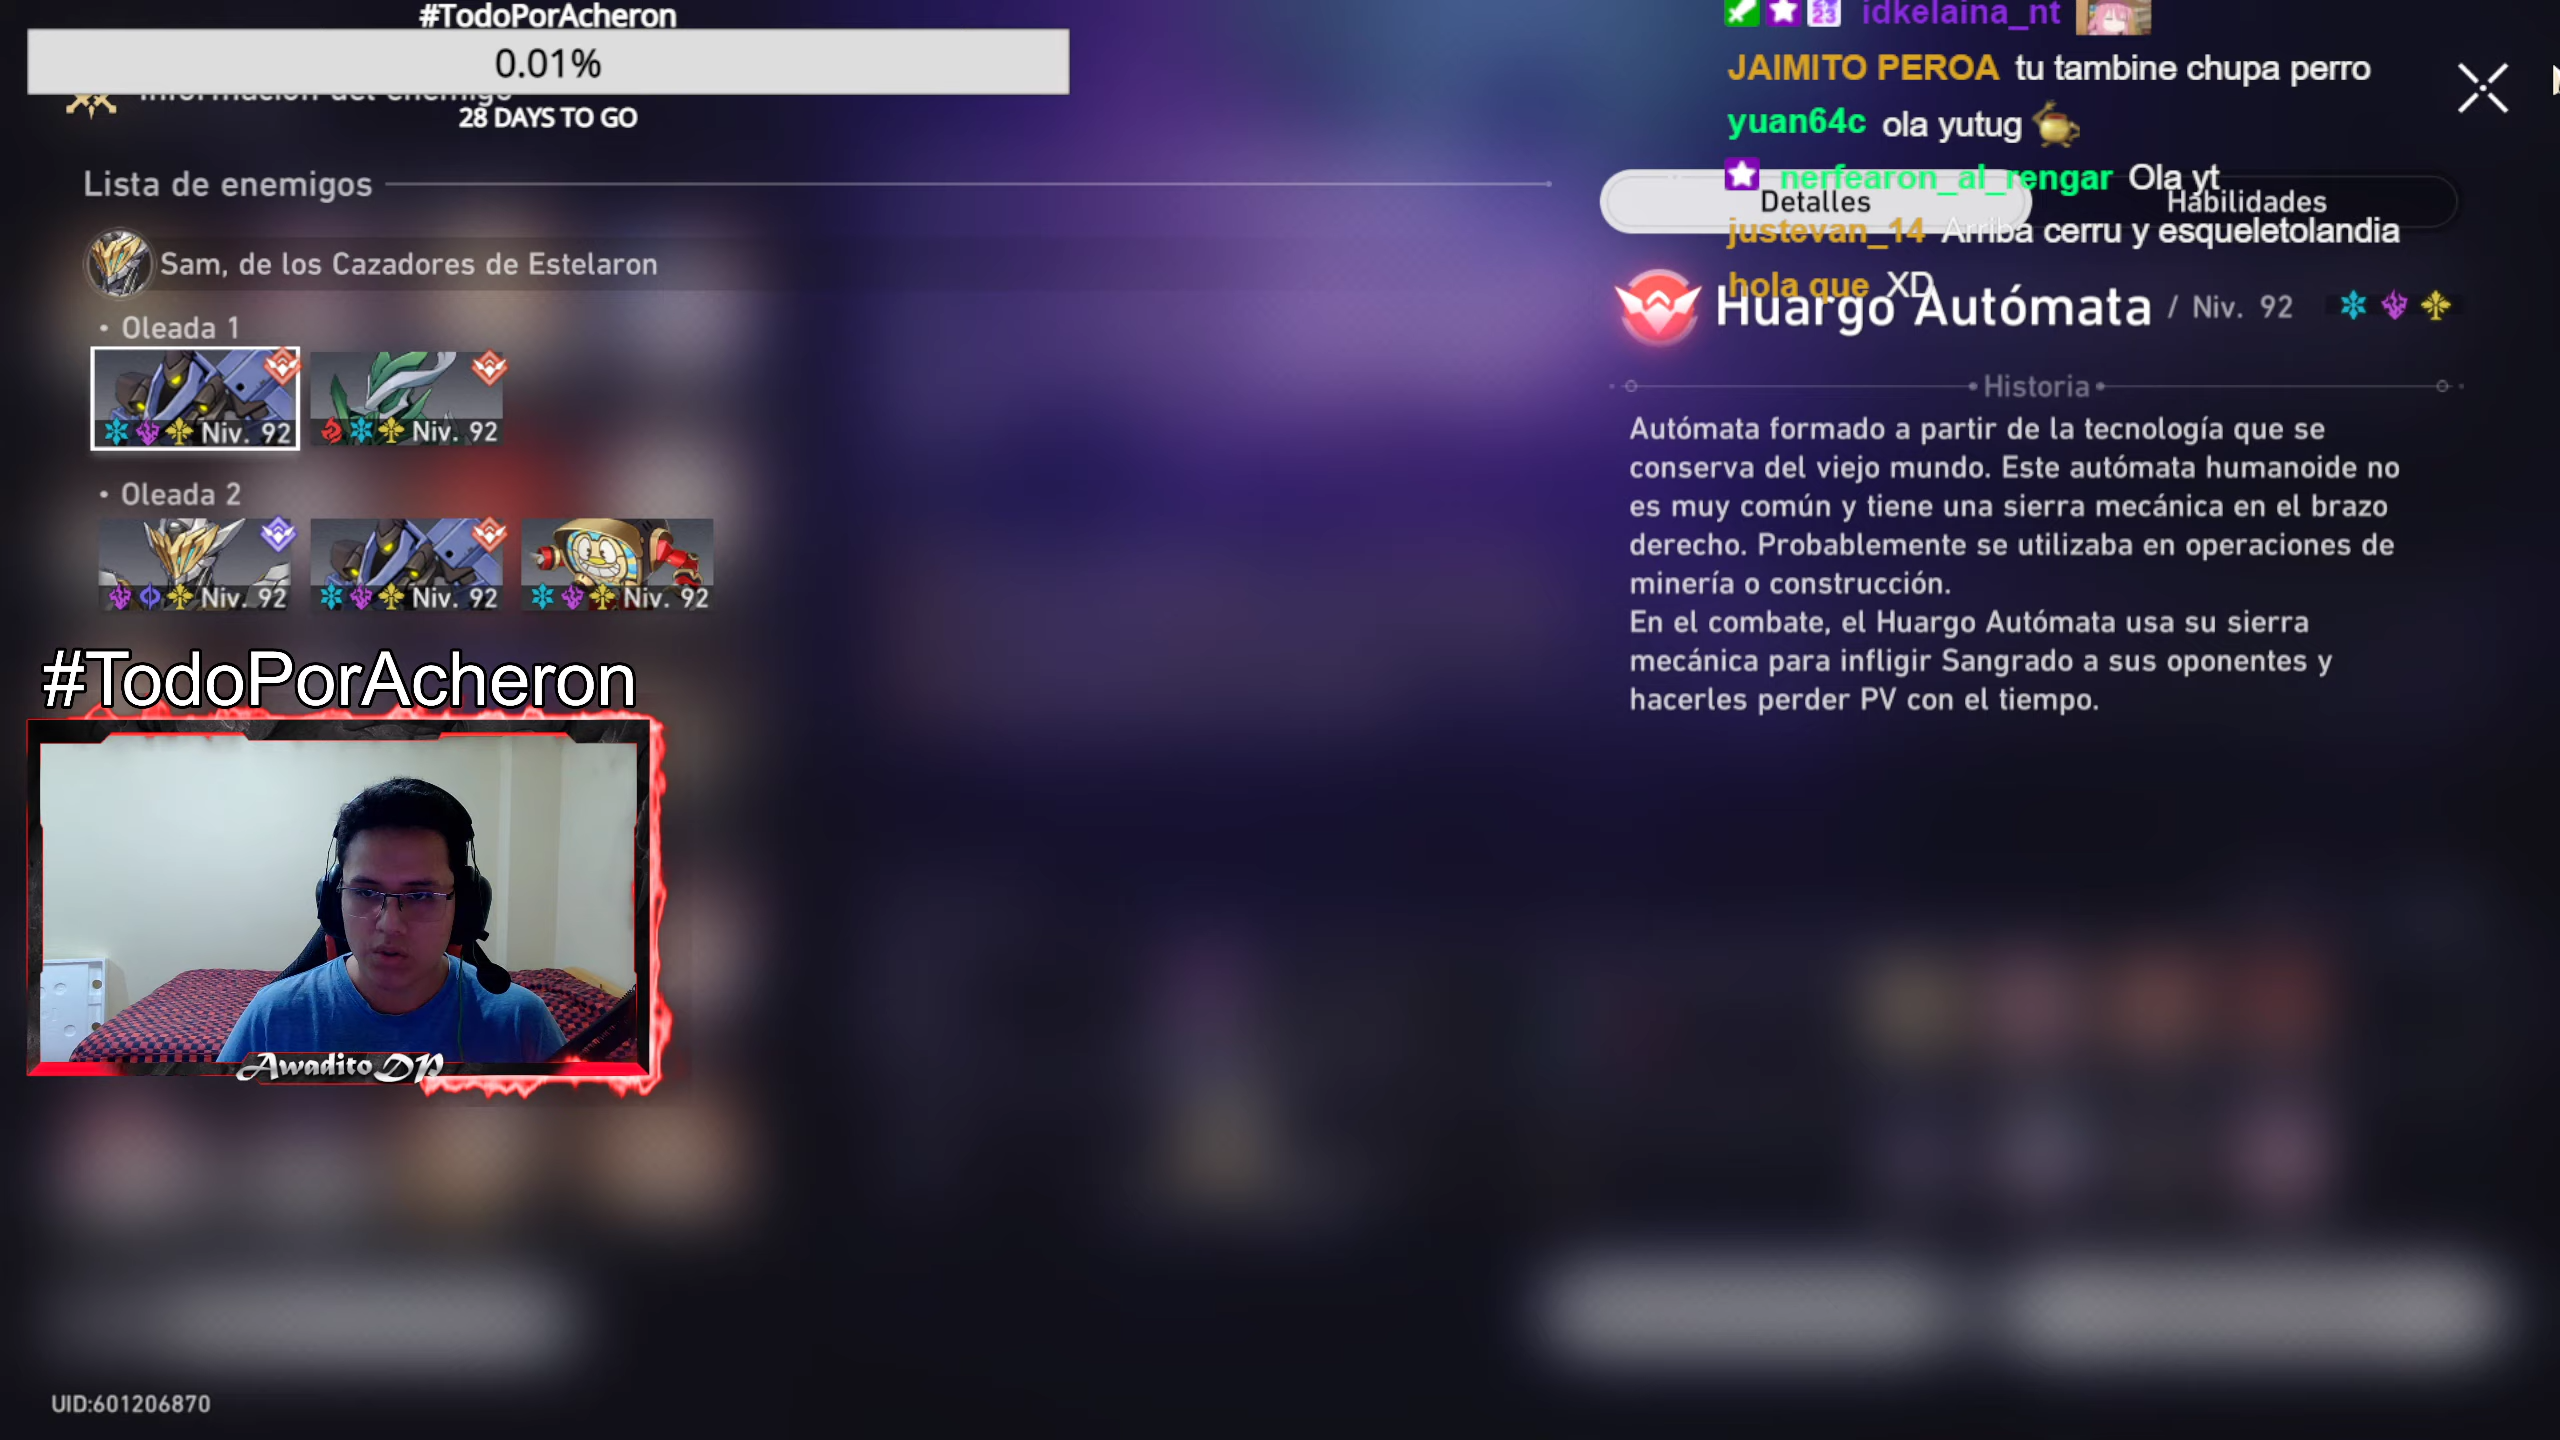 #TodoPorAcheron
0.01%
Información del enemigo
28 DAYS TO GO
idkelaina_nt
JAIMITO PEROA tu tambine chupa perro
yuan64c ola yutug
nerfearon_al_rengar Ola yt
justevan_14 Arriba cerru y esqueletolandia
hola que XD
Lista de enemigos
Sam, de los Cazadores de Estelaron
• Oleada 1
Niv. 92
Niv. 92
• Oleada 2
Niv. 92
Niv. 92
Niv. 92
Detalles
Habilidades
Huargo Autómata / Niv. 92
Historia
Autómata formado a partir de la tecnología que se
conserva del viejo mundo. Este autómata humanoide no
es muy común y tiene una sierra mecánica en el brazo
derecho. Probablemente se utilizaba en operaciones de
minería o construcción.
En el combate, el Huargo Autómata usa su sierra
mecánica para infligir Sangrado a sus oponentes y
hacerles perder PV con el tiempo.
#TodoPorAcheron
Awadito DP
UID:601206870